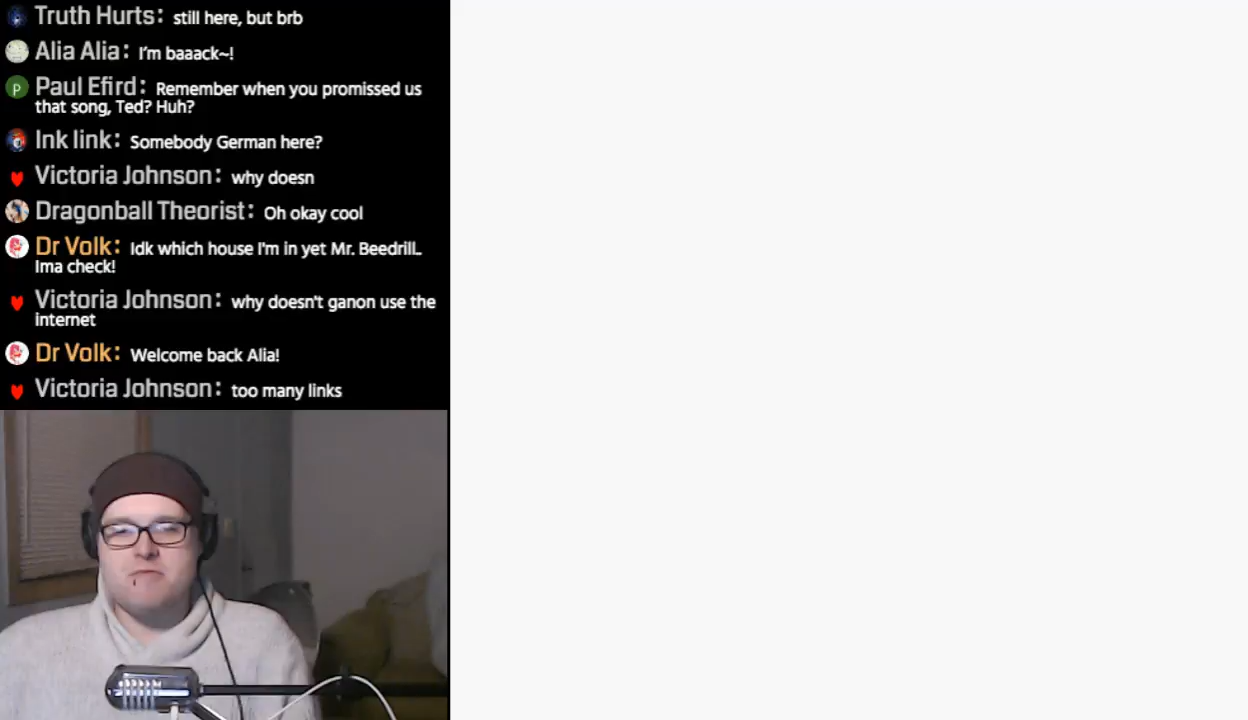 Truth Hurts: still here, but brb
Alia Alia: I'm baaack~!
P Paul Efird: Remember when you promissed us
that song, Ted? Huh?
Ink link: Somebody German here?
Victoria Johnson: why doesn
Dragonball Theorist: Oh okay cool
Dr Volk: Idk which house I'm in yet Mr. Beedrill..
Ima check!
Victoria Johnson: why doesn't ganon use the
internet
Dr Volk: Welcome back Alia!
Victoria Johnson: too many links